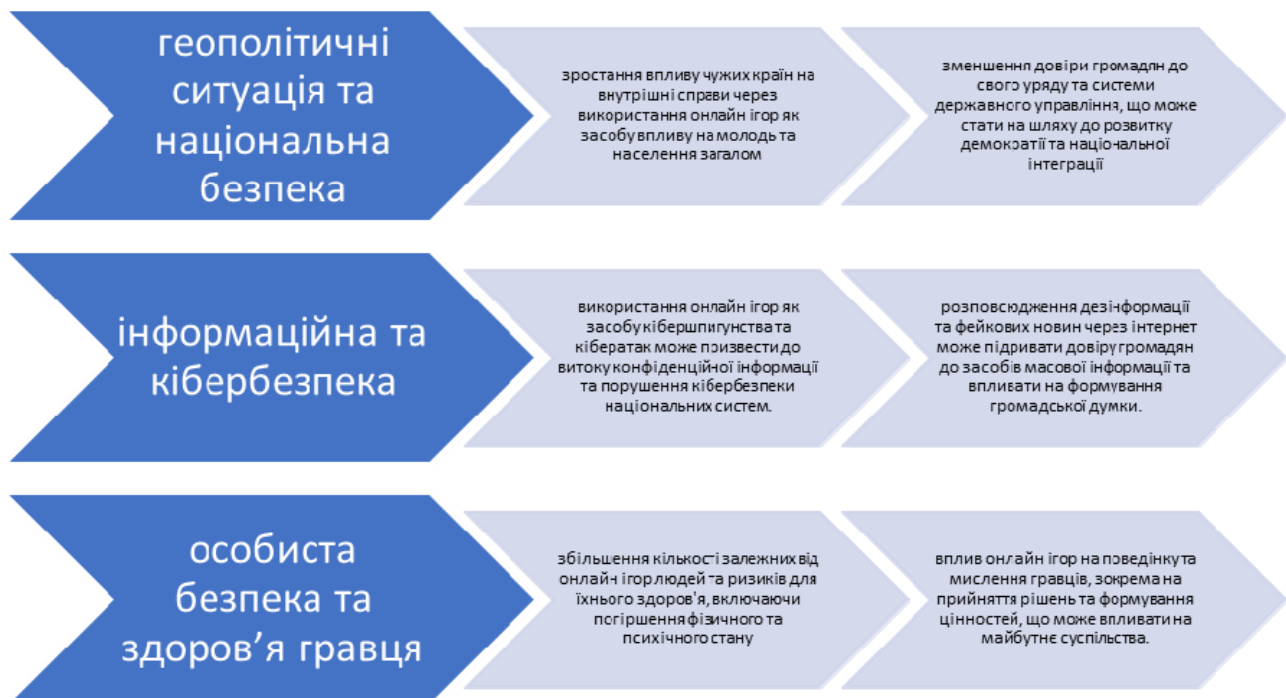 геополітичні
ситуація та
національна
безпека
зростання впливу чужих країн на
внутрішні справи через
використання онлайн ігор як
засобу впливу на молодь та
населення загалом
зменшення довіри громадян до
свого уряду та системи
державного управління, що може
стати на шляху до розвитку
демократії та національної
інтеграції
інформаційна та
кібербезпека
використання онлайн ігор як
засобу кібершпигунства та
кібератак може призвести до
витоку конфіденційної інформації
та порушення кібербезпеки
національних систем.
розповсюдження дезінформації
та фейкових новин через інтернет
може підривати довіру громадян
до засобів масової інформації та
впливати на формування
громадської думки.
особиста
безпека та
здоров’я гравця
збільшення кількості залежних від
онлайн ігор людей та ризиків для
їхнього здоров'я, включаючи
погіршення фізичного та
психічного стану
вплив онлайн ігор на поведінку та
мислення гравців, зокрема на
прийняття рішень та формування
цінностей, що може впливати на
майбутнє суспільства.